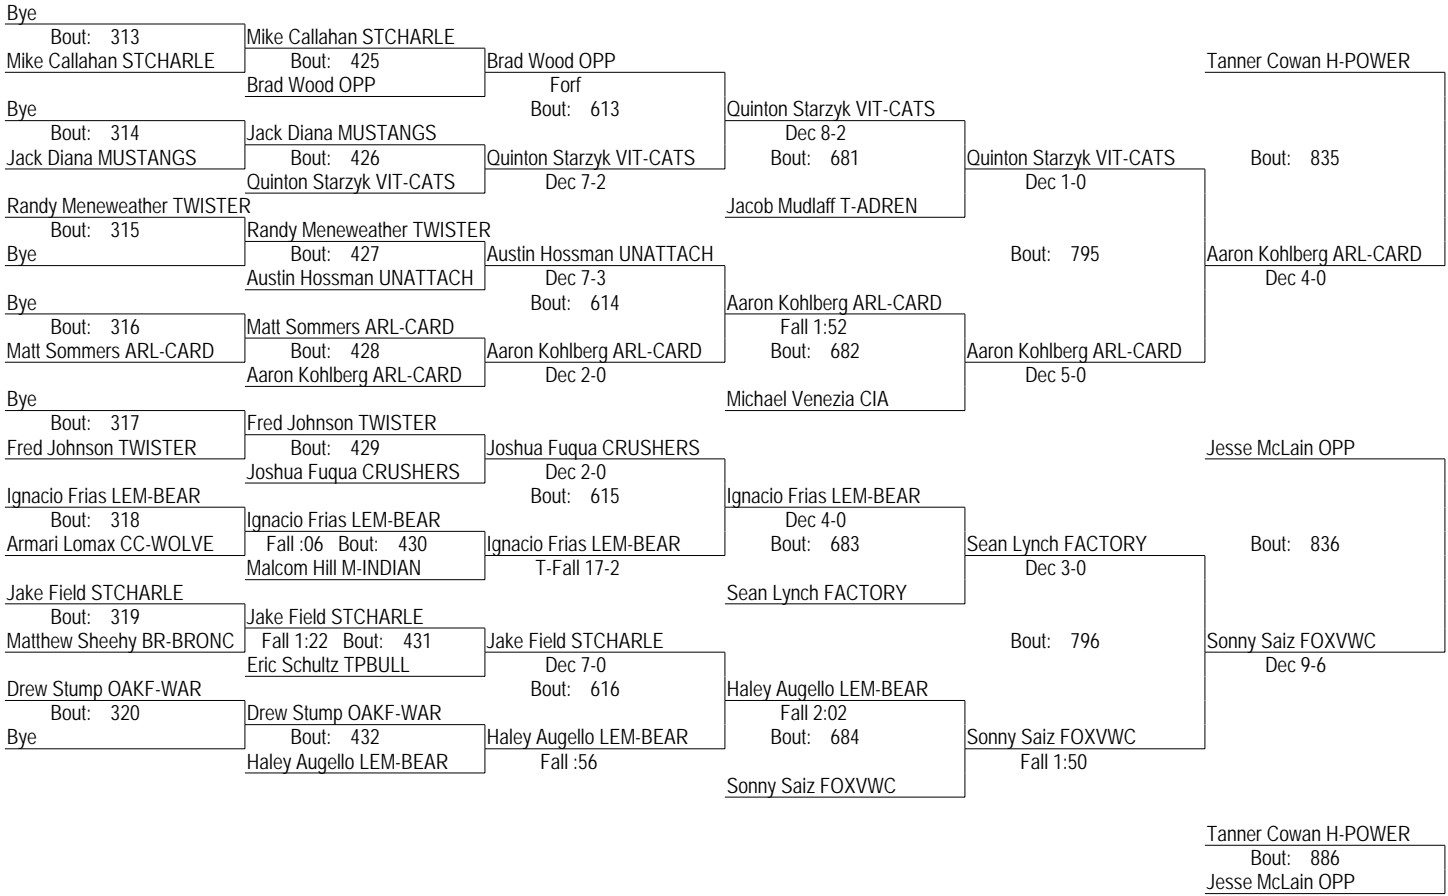 Bye
Bout: 313 Mike Callahan STCHARLE
Mike Callahan STCHARLE Bout: 425 Brad Wood OPP Tanner Cowan H-POWER
Brad Wood OPP Forf
Bye Bout: 613 Quinton Starzyk VIT-CATS
Bout: 314 Jack Diana MUSTANGS Dec 8-2
Jack Diana MUSTANGS Bout: 426 Quinton Starzyk VIT-CATS Bout: 681 Quinton Starzyk VIT-CATS Bout: 835
Quinton Starzyk VIT-CATS Dec 7-2 Dec 1-0
Randy Meneweather TWISTER Jacob Mudlaff T-ADREN
Bout: 315 Randy Meneweather TWISTER
Bye Bout: 427 Austin Hossman UNATTACH Bout: 795 Aaron Kohlberg ARL-CARD
Austin Hossman UNATTACH Dec 7-3 Dec 4-0
Bye Bout: 614 Aaron Kohlberg ARL-CARD
Bout: 316 Matt Sommers ARL-CARD Fall 1:52
Matt Sommers ARL-CARD Bout: 428 Aaron Kohlberg ARL-CARD Bout: 682 Aaron Kohlberg ARL-CARD
Aaron Kohlberg ARL-CARD Dec 2-0 Dec 5-0
Bye Michael Venezia CIA
Bout: 317 Fred Johnson TWISTER
Fred Johnson TWISTER Bout: 429 Joshua Fuqua CRUSHERS Jesse McLain OPP
Joshua Fuqua CRUSHERS Dec 2-0
Ignacio Frias LEM-BEAR Bout: 615 Ignacio Frias LEM-BEAR
Bout: 318 Ignacio Frias LEM-BEAR Dec 4-0
Armari Lomax CC-WOLVE Fall :06 Bout: 430 Ignacio Frias LEM-BEAR Bout: 683 Sean Lynch FACTORY Bout: 836
Malcom Hill M-INDIAN T-Fall 17-2 Dec 3-0
Jake Field STCHARLE Sean Lynch FACTORY
Bout: 319 Jake Field STCHARLE
Matthew Sheehy BR-BRONC Fall 1:22 Bout: 431 Jake Field STCHARLE Bout: 796 Sonny Saiz FOXVWC
Eric Schultz TPBULL Dec 7-0 Dec 9-6
Drew Stump OAKF-WAR Bout: 616 Haley Augello LEM-BEAR
Bout: 320 Drew Stump OAKF-WAR Fall 2:02
Bye Bout: 432 Haley Augello LEM-BEAR Bout: 684 Sonny Saiz FOXVWC
Haley Augello LEM-BEAR Fall :56 Fall 1:50
Sonny Saiz FOXVWC
Tanner Cowan H-POWER
Bout: 886
Jesse McLain OPP